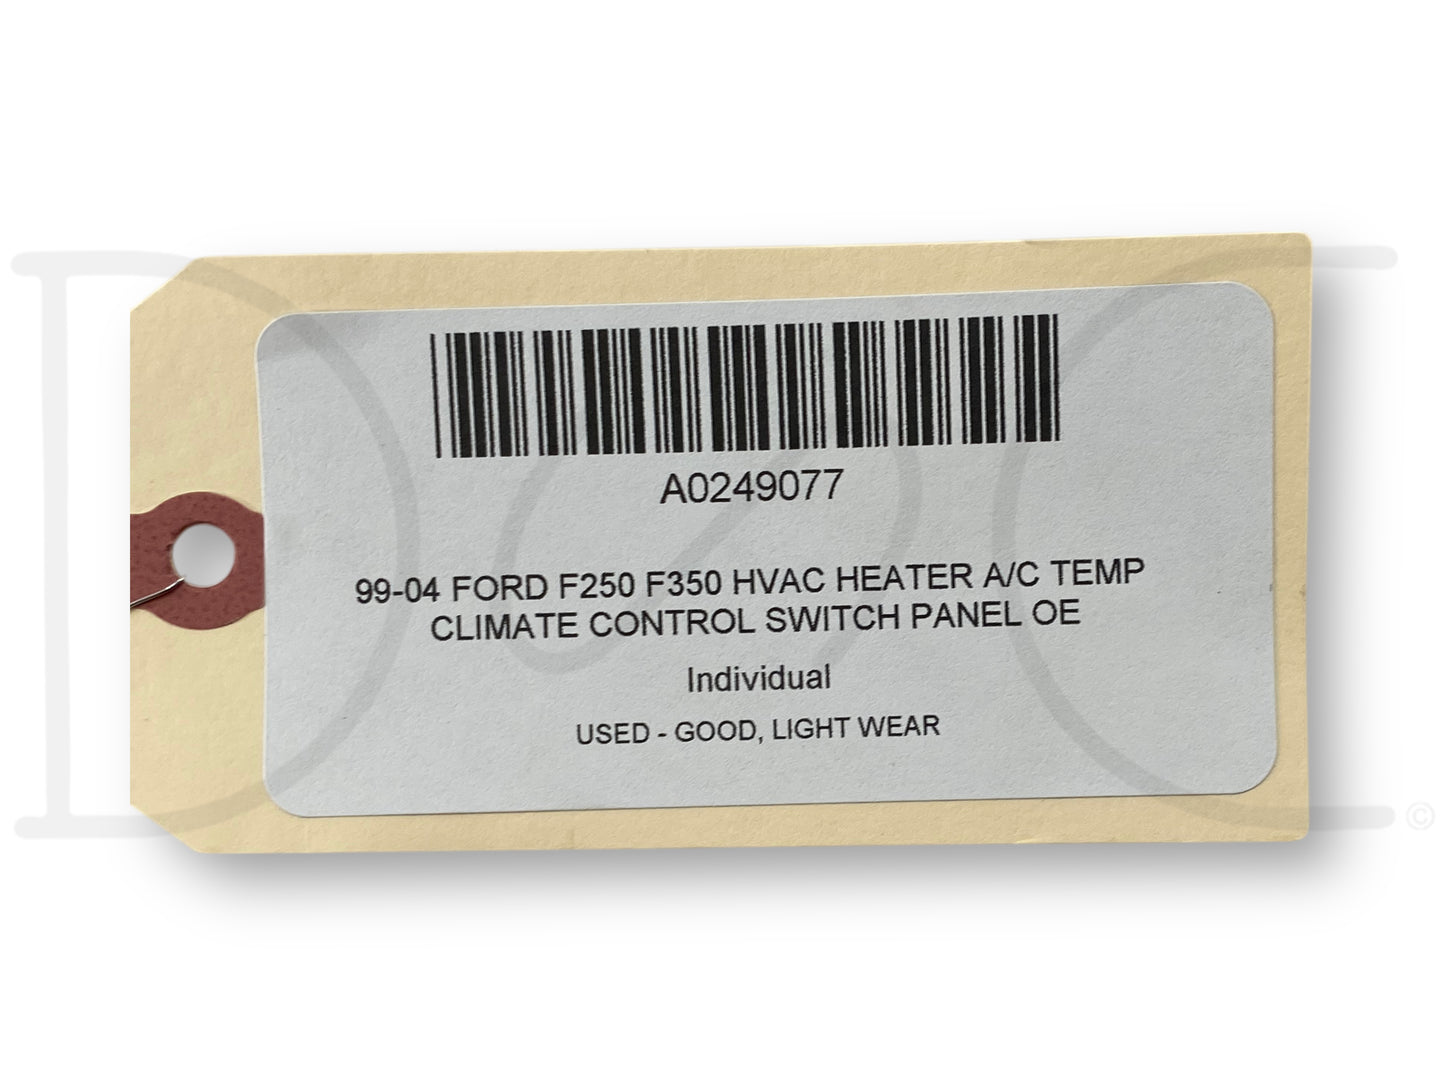 A0249077
99-04 FORD F250 F350 HVAC HEATER A/C TEMP
CLIMATE CONTROL SWITCH PANEL OE
Individual
USED - GOOD, LIGHT WEAR
©